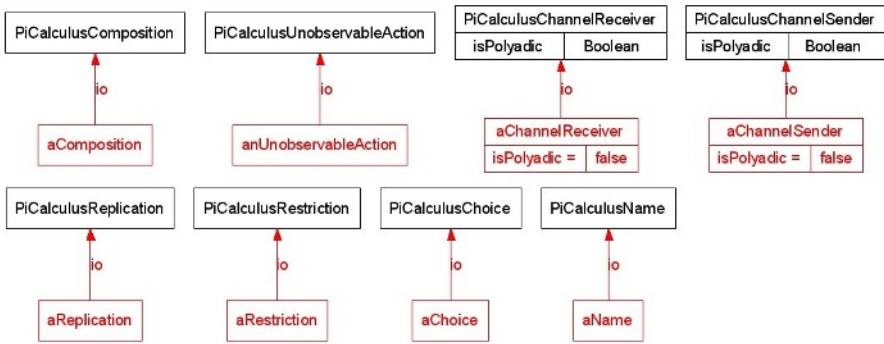 PiCalculusComposition
PiCalculusUnobservableAction
PiCalculusChannelReceiver
isPolyadic Boolean
PiCalculusChannelSender
isPolyadic Boolean
io
io
io
io
aComposition
anUnobservableAction
aChannelReceiver
isPolyadic = false
aChannelSender
isPolyadic = false
PiCalculusReplication
PiCalculusRestriction
PiCalculusChoice
PiCalculusName
io
io
io
io
aReplication
aRestriction
aChoice
aName